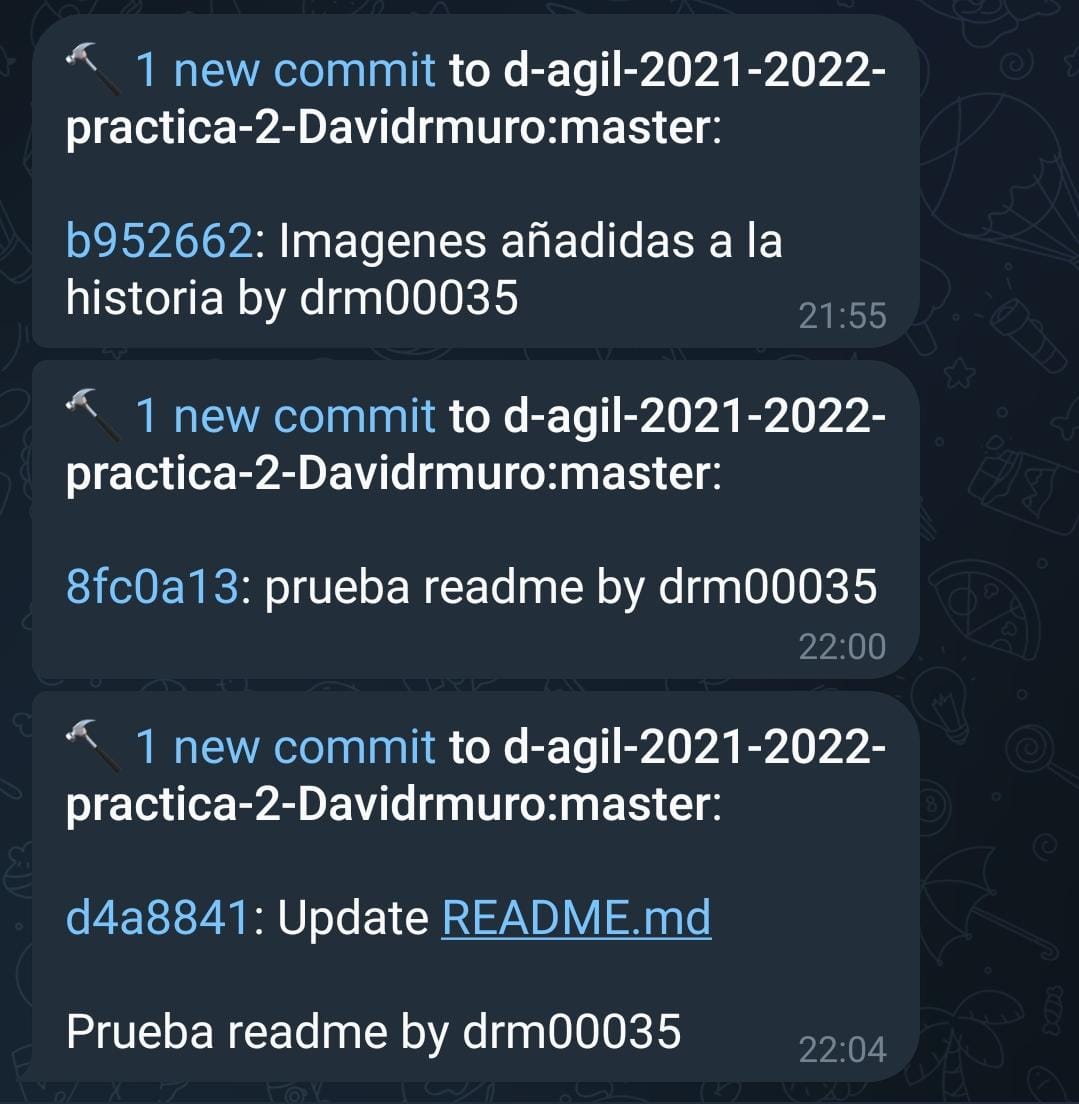 🔨 1 new commit to d-agil-2021-2022-
practica-2-Davidrmuro:master:
b952662: Imagenes añadidas a la
historia by drm00035
21:55
🔨 1 new commit to d-agil-2021-2022-
practica-2-Davidrmuro:master:
8fc0a13: prueba readme by drm00035
22:00
🔨 1 new commit to d-agil-2021-2022-
practica-2-Davidrmuro:master:
d4a8841: Update README.md
Prueba readme by drm00035
22:04